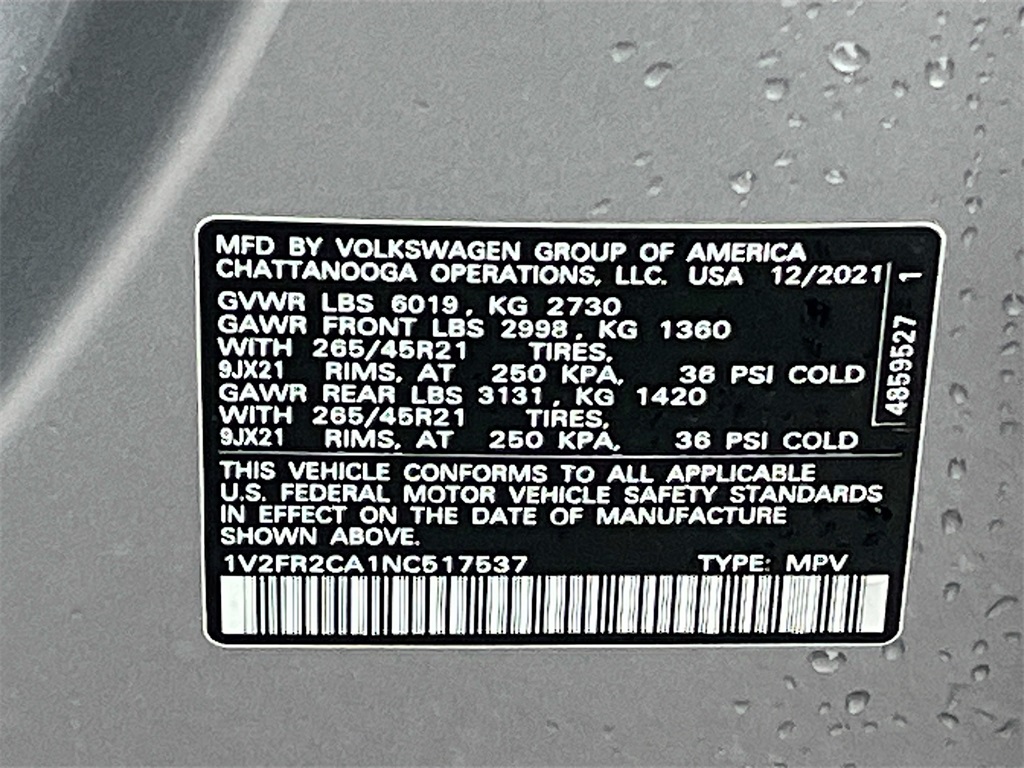 MFD BY VOLKSWAGEN GROUP OF AMERICA
CHATTANOOGA OPERATIONS, LLC. USA 12/2021
GVWR LBS 6019, KG 2730
GAWR FRONT LBS 2998, KG 1360
WITH 265/45R21 TIRES,
9JX21 RIMS, AT 250 KPA, 36 PSI COLD
GAWR REAR LBS 3131, KG 1420
WITH 265/45R21 TIRES,
9JX21 RIMS, AT 250 KPA, 36 PSI COLD
4859527 1
THIS VEHICLE CONFORMS TO ALL APPLICABLE
U.S. FEDERAL MOTOR VEHICLE SAFETY STANDARDS
IN EFFECT ON THE DATE OF MANUFACTURE
SHOWN ABOVE.
1V2FR2CA1NC517537 TYPE: MPV